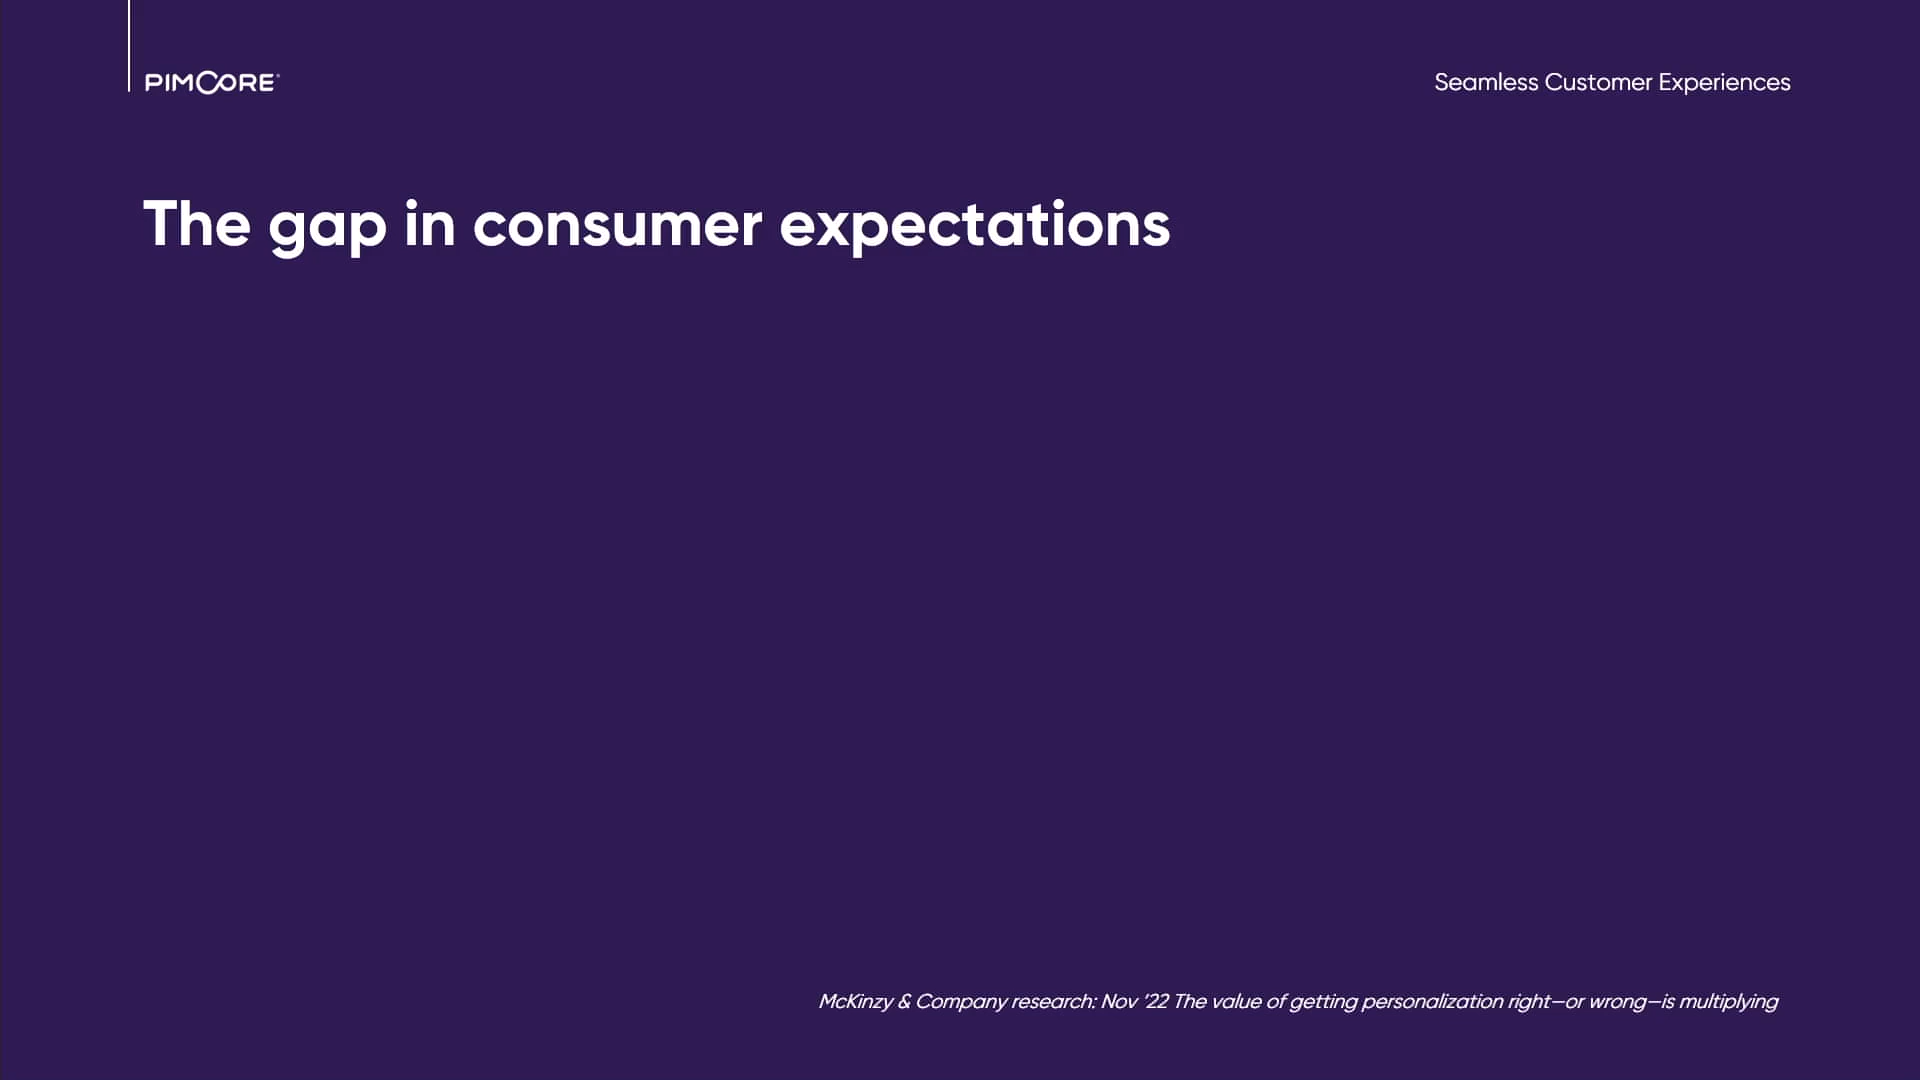 PIMCORE®
Seamless Customer Experiences
The gap in consumer expectations
McKinzy & Company research: Nov '22 The value of getting personalization right—or wrong—is multiplying